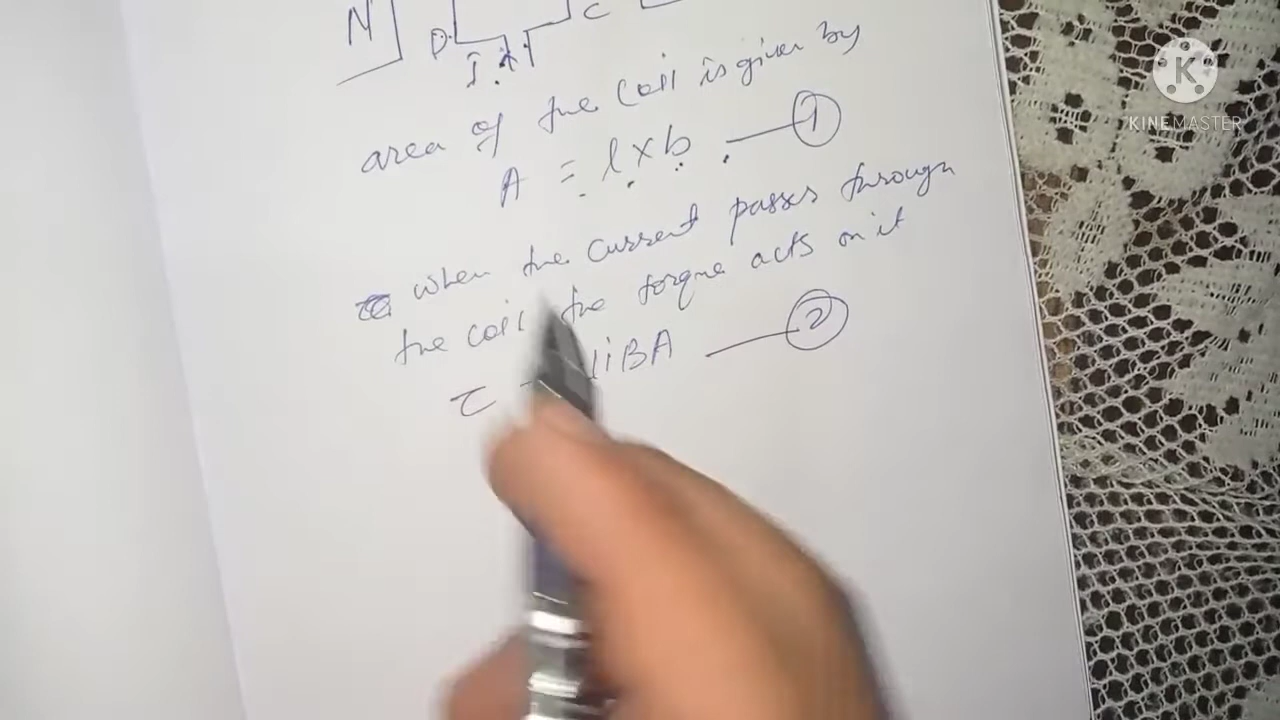 N
D
C
area of the coil is given by
A = l x b. 1
when the current passes through
the coil the torque acts on it
τ iBA 2
K
KINEMASTER